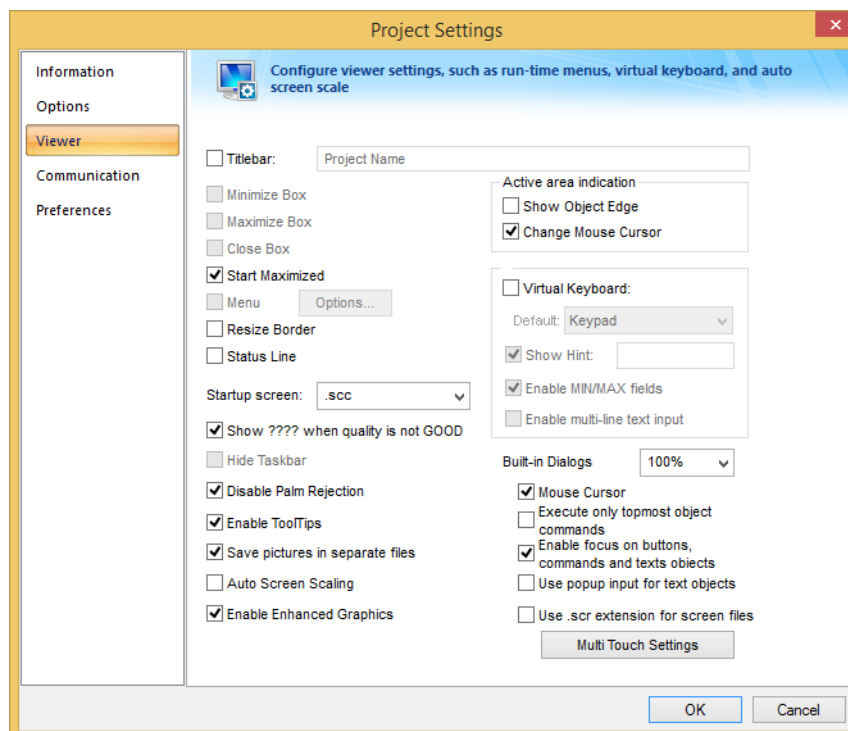 Project Settings
Information
Options
Viewer
Communication
Preferences
Configure viewer settings, such as run-time menus, virtual keyboard, and auto
screen scale
Titlebar:
Project Name
Minimize Box
Maximize Box
Close Box
Start Maximized
Menu
Options...
Resize Border
Status Line
Startup screen:
.scc
Show ???? when quality is not GOOD
Hide Taskbar
Disable Palm Rejection
Enable ToolTips
Save pictures in separate files
Auto Screen Scaling
Enable Enhanced Graphics
Active area indication
Show Object Edge
Change Mouse Cursor
Virtual Keyboard:
Default:
Keypad
Show Hint:
Enable MIN/MAX fields
Enable multi-line text input
Built-in Dialogs
100%
Mouse Cursor
Execute only topmost object
commands
Enable focus on buttons,
commands and texts objects
Use popup input for text objects
Use .scr extension for screen files
Multi Touch Settings
OK
Cancel